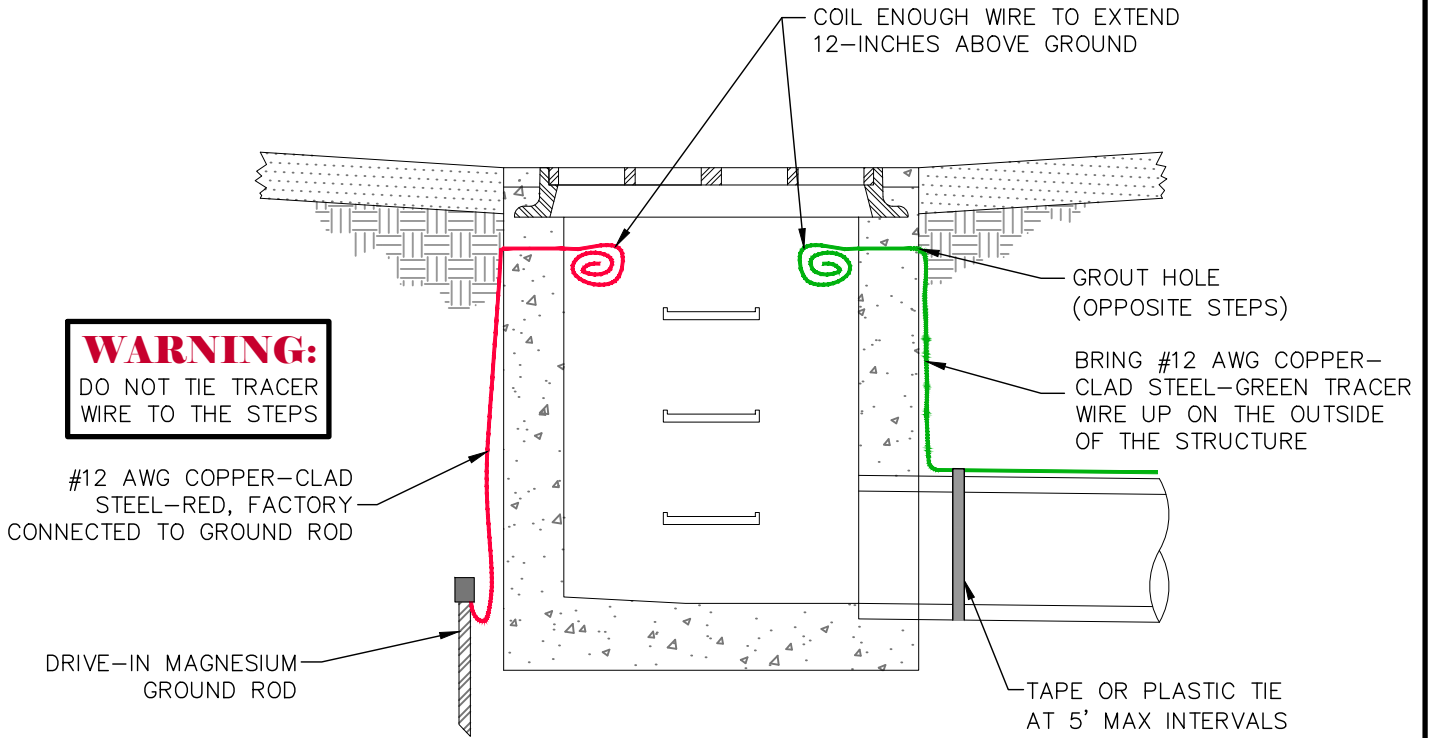 COIL ENOUGH WIRE TO EXTEND
12-INCHES ABOVE GROUND
GROUT HOLE
(OPPOSITE STEPS)
WARNING:
DO NOT TIE TRACER
WIRE TO THE STEPS
BRING #12 AWG COPPER-
CLAD STEEL-GREEN TRACER
WIRE UP ON THE OUTSIDE
OF THE STRUCTURE
#12 AWG COPPER-CLAD
STEEL-RED, FACTORY
CONNECTED TO GROUND ROD
DRIVE-IN MAGNESIUM
GROUND ROD
TAPE OR PLASTIC TIE
AT 5' MAX INTERVALS